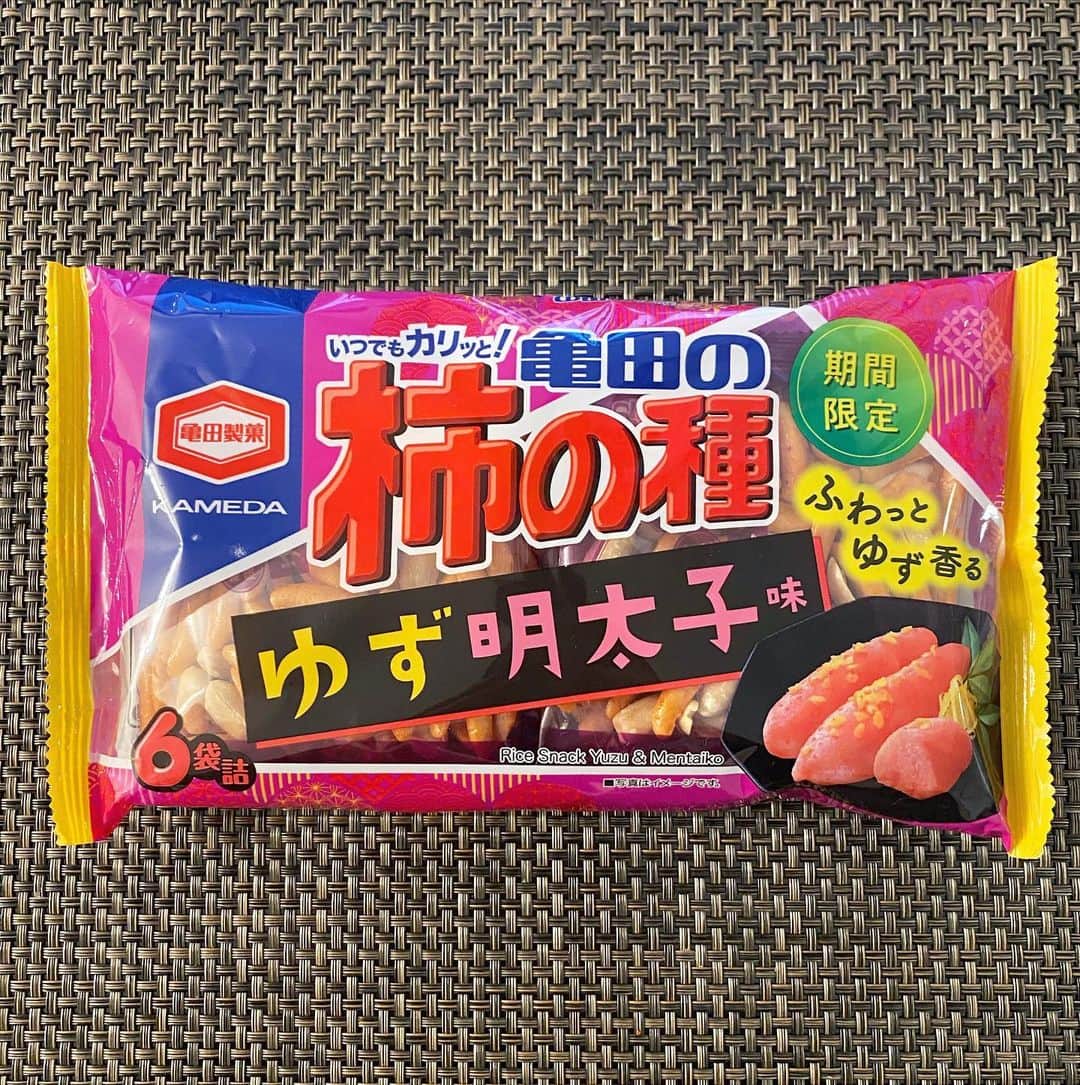 いつでもカリッと!
亀田の
柿の種
亀田製菓
KAMEDA
期間
限定
ふわっと
ゆず香る
ゆず明太子味
6袋詰
Rice Snack Yuzu & Mentaiko
■写真はイメージです。